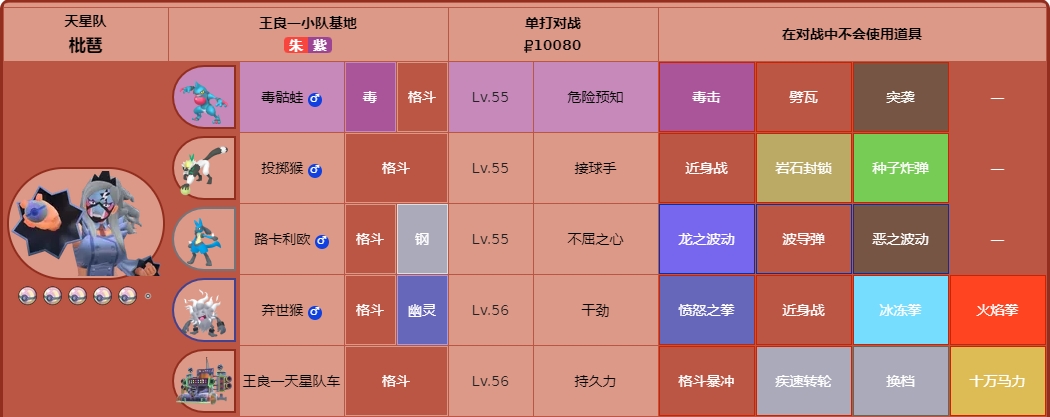 天星队
枇琶
王良一小队基地
朱 紫
单打对战
₽10080
在对战中不会使用道具
毒骷蛙♂ 毒 格斗 Lv.55 危险预知 毒击 劈瓦 突袭 —
投掷猴♂ 格斗 Lv.55 接球手 近身战 岩石封锁 种子炸弹 —
路卡利欧♂ 格斗 钢 Lv.55 不屈之心 龙之波动 波导弹 恶之波动 —
弃世猴♂ 格斗 幽灵 Lv.56 干劲 愤怒之拳 近身战 冰冻拳 火焰拳
王良一天星队车 格斗 Lv.56 持久力 格斗暴冲 疾速转轮 换档 十万马力